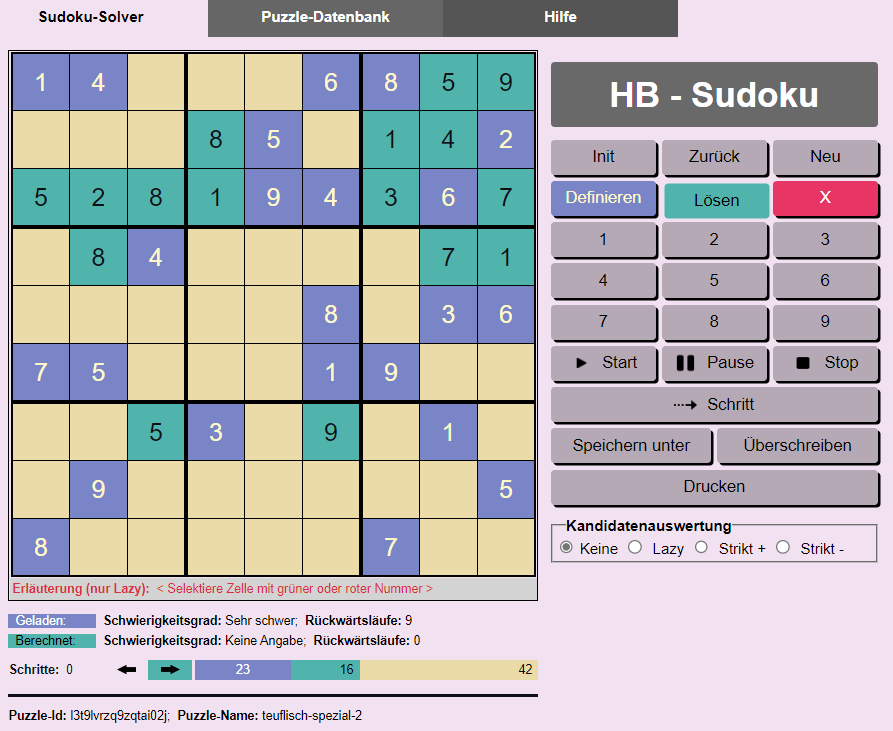 Sudoku-Solver Puzzle-Datenbank Hilfe
1 4 6 8 5 9
8 5 1 4 2
5 2 8 1 9 4 3 6 7
8 4 7 1
8 3 6
7 5 1 9
5 3 9 1
9 5
8 7
Erläuterung (nur Lazy): < Selektiere Zelle mit grüner oder roter Nummer >
Geladen: Schwierigkeitsgrad: Sehr schwer; Rückwärtsläufe: 9
Berechnet: Schwierigkeitsgrad: Keine Angabe; Rückwärtsläufe: 0
Schritte: 0 23 16 42
Puzzle-Id: l3t9lvrzq9zqtai02j; Puzzle-Name: teuflisch-spezial-2
HB - Sudoku
Init Zurück Neu
Definieren Lösen X
1 2 3
4 5 6
7 8 9
Start Pause Stop
Schritt
Speichern unter Überschreiben
Drucken
Kandidatenauswertung
Keine Lazy Strikt + Strikt -